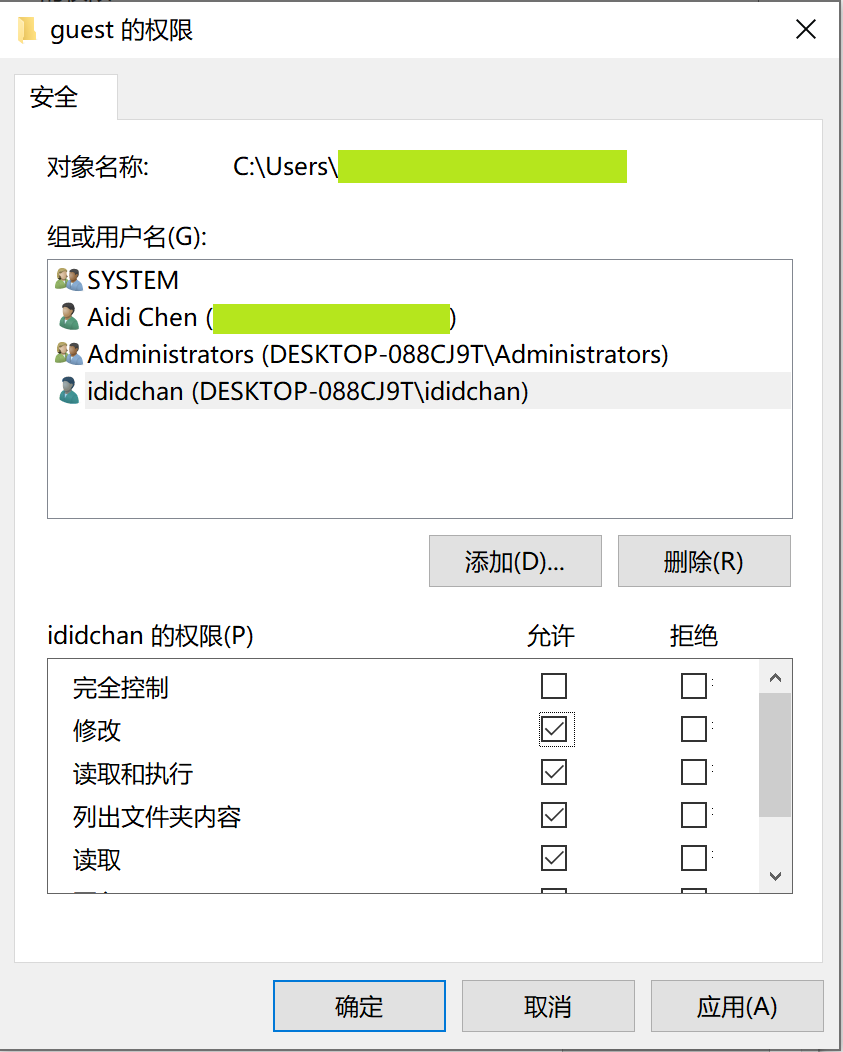 guest 的权限
安全
对象名称: C:\Users\
组或用户名(G):
SYSTEM
Aidi Chen ( )
Administrators (DESKTOP-088CJ9T\Administrators)
ididchan (DESKTOP-088CJ9T\ididchan)
添加(D)... 删除(R)
ididchan 的权限(P) 允许 拒绝
完全控制
修改
读取和执行
列出文件夹内容
读取
确定 取消 应用(A)